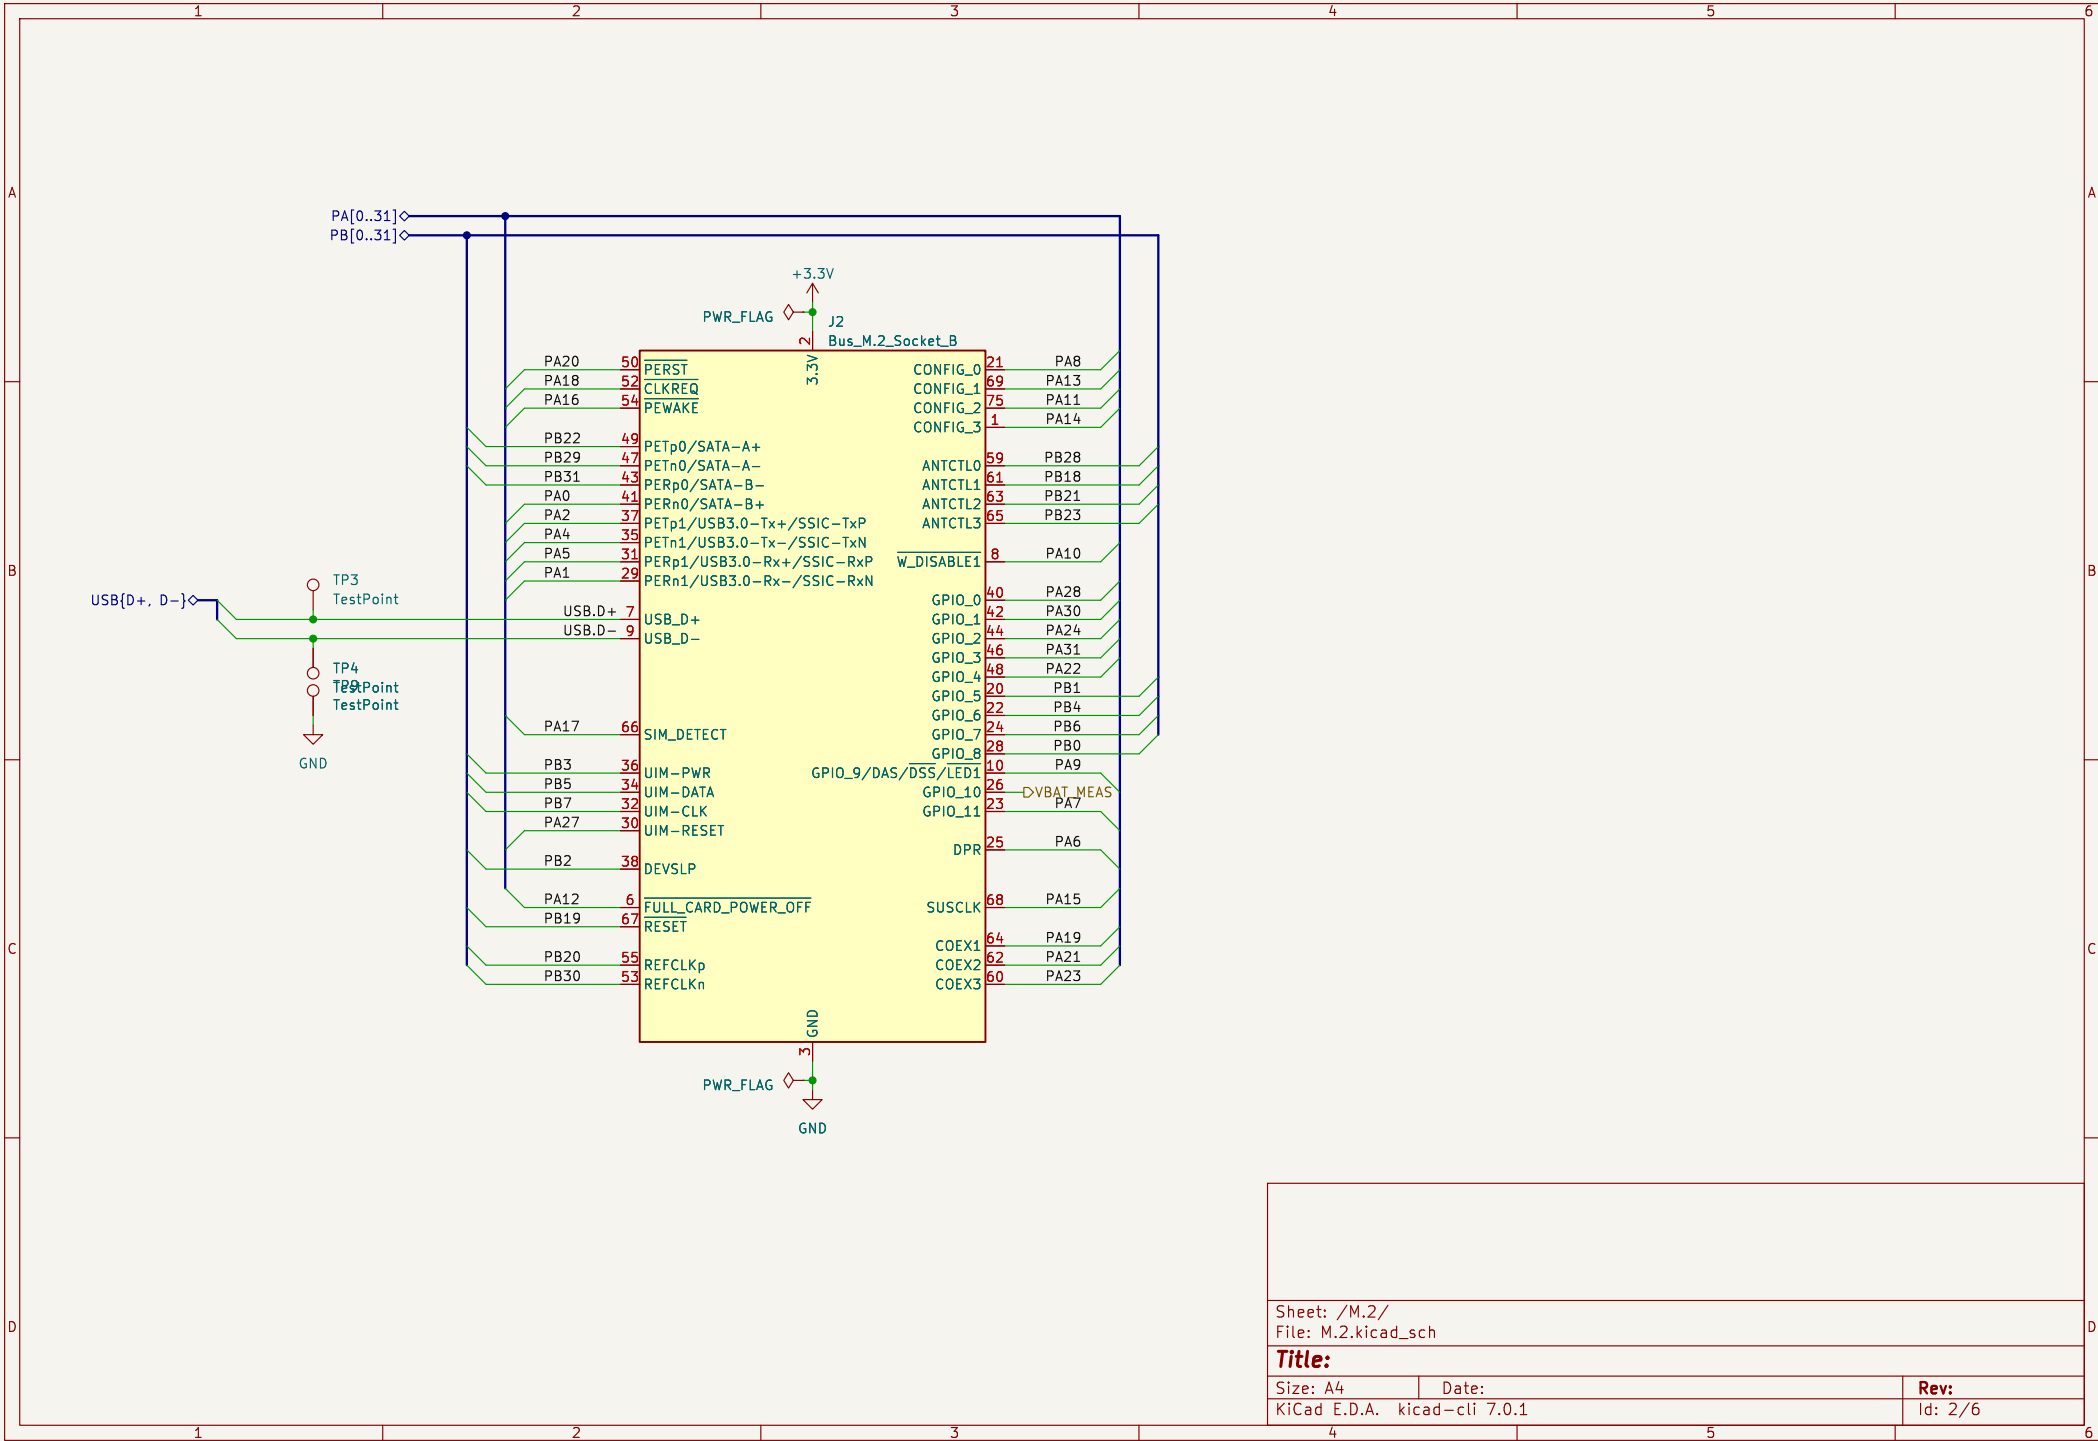 1 2 3 4 5 6
A A
PA[0..31]
PB[0..31]
+3.3V
PWR_FLAG
J2
Bus_M.2_Socket_B
2
3.3V
PA20 50 PERST CONFIG_0 21 PA8
PA18 52 CLKREQ CONFIG_1 69 PA13
PA16 54 PEWAKE CONFIG_2 75 PA11
CONFIG_3 1 PA14
PB22 49 PETp0/SATA-A+
PB29 47 PETn0/SATA-A- ANTCTL0 59 PB28
PB31 43 PERp0/SATA-B- ANTCTL1 61 PB18
PA0 41 PERn0/SATA-B+ ANTCTL2 63 PB21
PA2 37 PETp1/USB3.0-Tx+/SSIC-TxP ANTCTL3 65 PB23
PA4 35 PETn1/USB3.0-Tx-/SSIC-TxN
PA5 31 PERp1/USB3.0-Rx+/SSIC-RxP W_DISABLE1 8 PA10
B B
PA1 29 PERn1/USB3.0-Rx-/SSIC-RxN
TP3
TestPoint
USB{D+, D-}
GPIO_0 40 PA28
USB.D+ 7 USB_D+ GPIO_1 42 PA30
USB.D- 9 USB_D- GPIO_2 44 PA24
GPIO_3 46 PA31
TP4
GPIO_4 48 PA22
TP9
TestPoint
GPIO_5 20 PB1
TestPoint
GPIO_6 22 PB4
PA17 66 SIM_DETECT GPIO_7 24 PB6
GND
GPIO_8 28 PB0
PB3 36 UIM-PWR GPIO_9/DAS/DSS/LED1 10 PA9
PB5 34 UIM-DATA GPIO_10 26 VBAT_MEAS
PB7 32 UIM-CLK GPIO_11 23 PA7
PA27 30 UIM-RESET
DPR 25 PA6
PB2 38 DEVSLP
PA12 6 FULL_CARD_POWER_OFF SUSCLK 68 PA15
PB19 67 RESET
C C
COEX1 64 PA19
PB20 55 REFCLKp COEX2 62 PA21
PB30 53 REFCLKn COEX3 60 PA23
GND
3
PWR_FLAG
GND
Sheet: /M.2/
D D
File: M.2.kicad_sch
Title:
Size: A4 Date: Rev:
KiCad E.D.A. kicad-cli 7.0.1 Id: 2/6
1 2 3 4 5 6